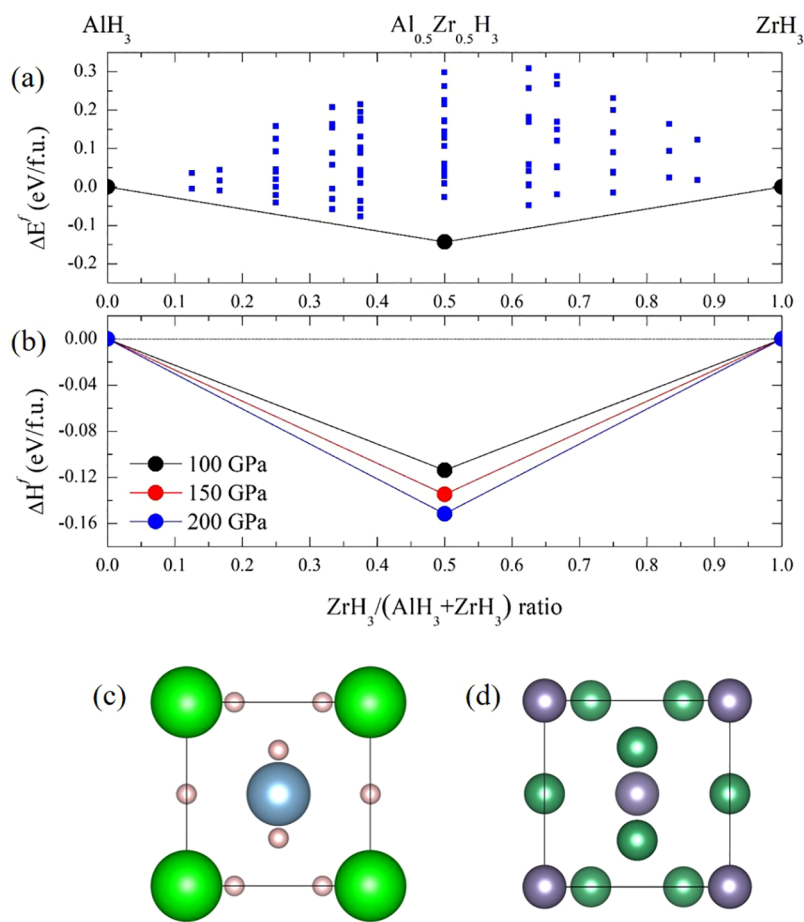 AlH₃ Al₀.₅Zr₀.₅H₃ ZrH₃
(a)
0.3
0.2
0.1
0.0
-0.1
-0.2
ΔEᶠ (eV/f.u.)
0.0 0.1 0.2 0.3 0.4 0.5 0.6 0.7 0.8 0.9 1.0
(b)
0.00
-0.04
-0.08
-0.12
-0.16
ΔHᶠ (eV/f.u.)
100 GPa
150 GPa
200 GPa
0.0 0.1 0.2 0.3 0.4 0.5 0.6 0.7 0.8 0.9 1.0
ZrH₃/(AlH₃+ZrH₃) ratio
(c) (d)